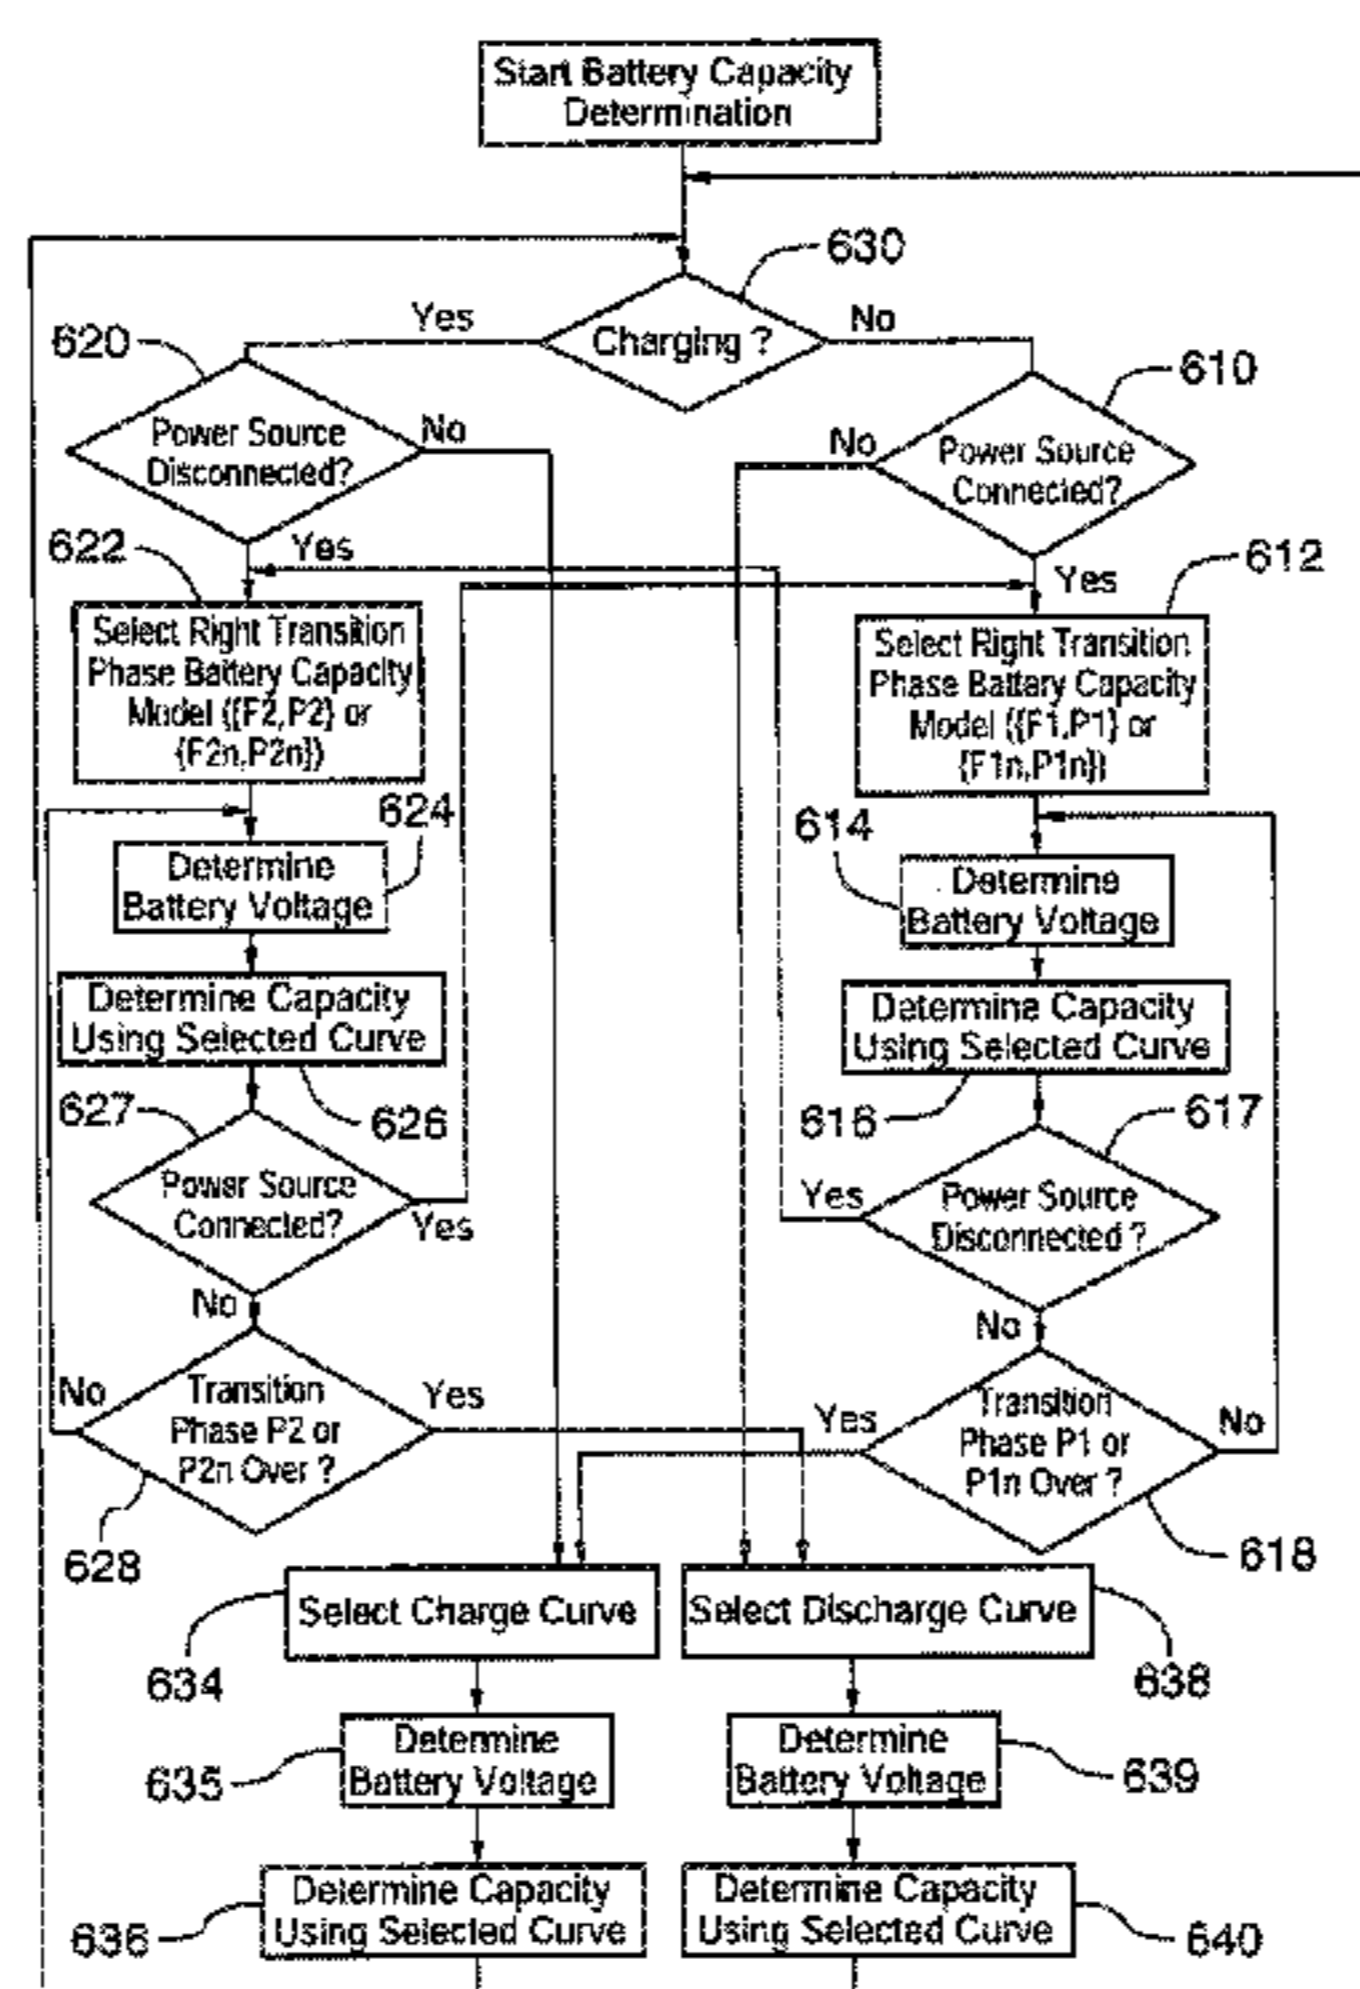 Start Battery Capacity
Determination
630
Yes
Charging ?
No
620
610
Power Source
Disconnected?
No
No
Power Source
Connected?
622
Yes
Yes
612
Select Right Transition
Phase Battery Capacity
Model ({F2,P2} or
{F2n,P2n})
Select Right Transition
Phase Battery Capacity
Model ({F1,P1} or
{F1n,P1n})
624
614
Determine
Battery Voltage
Determine
Battery Voltage
Determine Capacity
Using Selected Curve
Determine Capacity
Using Selected Curve
627
626
616
617
Power Source
Connected?
Yes
Yes
Power Source
Disconnected ?
No
No
No
Transition
Phase P2 or
P2n Over ?
Yes
Yes
Transition
Phase P1 or
P1n Over ?
No
628
618
Select Charge Curve
Select Discharge Curve
634
638
Determine
Battery Voltage
Determine
Battery Voltage
635
639
Determine Capacity
Using Selected Curve
Determine Capacity
Using Selected Curve
636
640